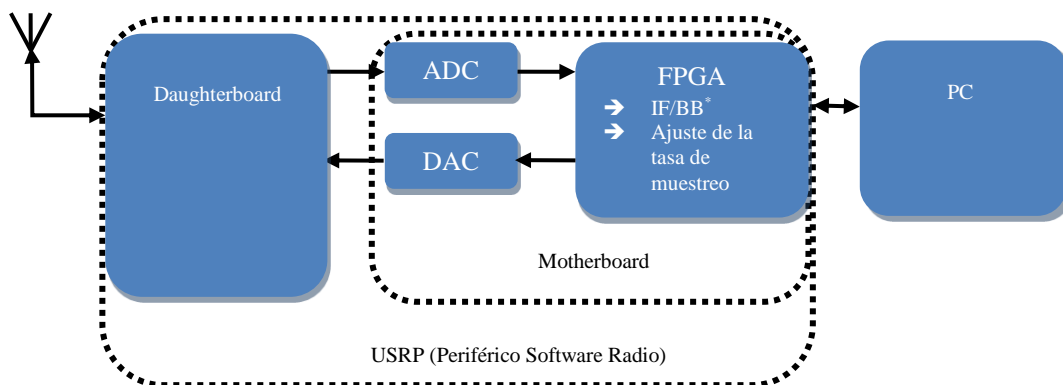 Daughterboard
ADC
DAC
FPGA
➔ IF/BB*
➔ Ajuste de la
tasa de
muestreo
PC
Motherboard
USRP (Periférico Software Radio)